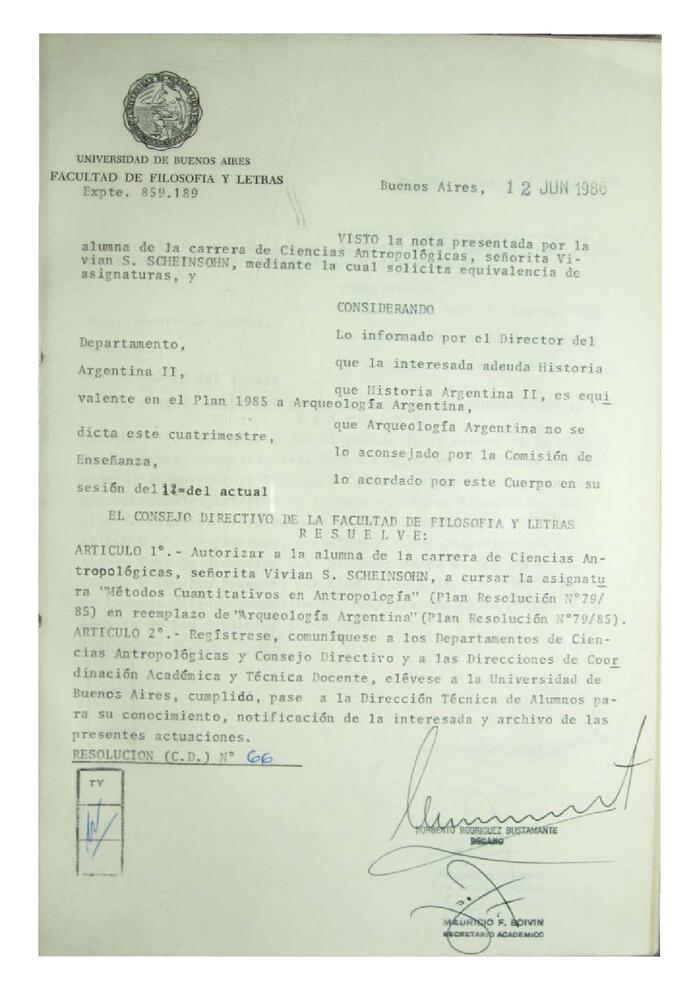 UNIVERSIDAD DE BUENOS AIRES
FACULTAD DE FILOSOFIA Y LETRAS
Expte. 859.189
Buenos Aires, 12 JUN 1986
VISTO la nota presentada por la
alumna de la carrera de Ciencias Antropológicas, señorita Vi-
vian S. SCHEINSOHN, mediante la cual solicita equivalencia de
asignaturas, y
CONSIDERANDO
Lo informado por el Director del
Departamento,
que la interesada adeuda Historia
Argentina II,
que Historia Argentina II, es equi
valente en el Plan 1985 a Arqueología Argentina,
que Arqueología Argentina no se
dicta este cuatrimestre,
lo aconsejado por la Comisión de
Enseñanza,
lo acordado por este Cuerpo en su
sesión del 12=del actual
EL CONSEJO DIRECTIVO DE LA FACULTAD DE FILOSOFIA Y LETRAS
R E S U E L V E:
ARTICULO 1º.- Autorizar a la alumna de la carrera de Ciencias An-
tropológicas, señorita Vivian S. SCHEINSOHN, a cursar la asignatu
ra "Métodos Cuantitativos en Antropología" (Plan Resolución N°79/
85) en reemplazo de "Arqueología Argentina" (Plan Resolución N°79/85).
ARTICULO 2º.- Regístrese, comuníquese a los Departamentos de Cien-
cias Antropológicas y Consejo Directivo y a las Direcciones de Coor
dinación Académica y Técnica Docente, elévese a la Universidad de
Buenos Aires, cumplido, pase a la Dirección Técnica de Alumnos pa-
ra su conocimiento, notificación de la interesada y archivo de las
presentes actuaciones.
RESOLUCION (C.D.) N° 66
TV
NORBERTO RODRIGUEZ BUSTAMANTE
DECANO
MAURICIO F. BOIVIN
SECRETARIO ACADEMICO